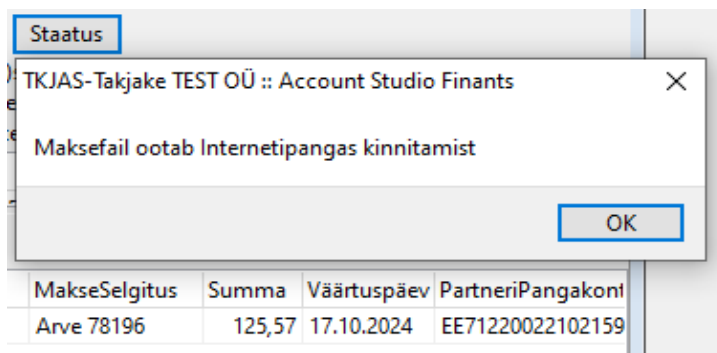 Staatus
TKJAS-Takjake TEST OÜ :: Account Studio Finants
Maksefail ootab Internetipangas kinnitamist
OK
MakseSelgitus Summa Väärtuspäev PartneriPangakont
Arve 78196 125,57 17.10.2024 EE71220022102159